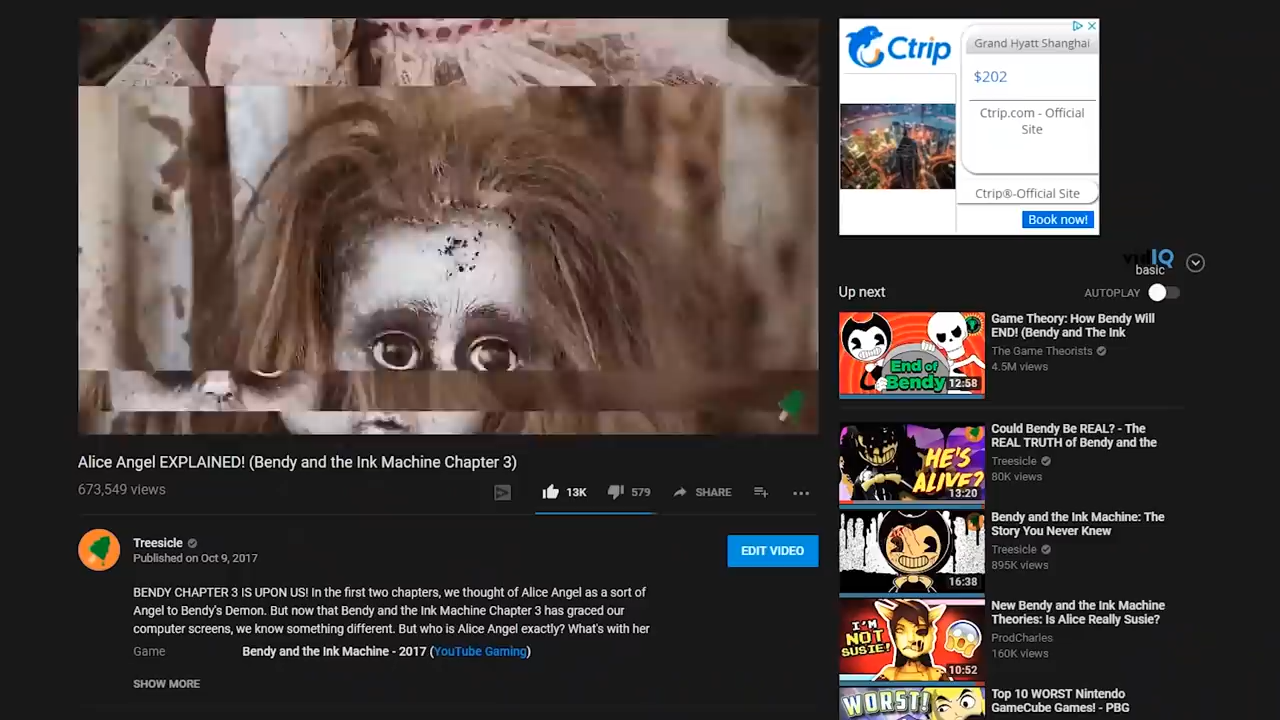 Ctrip
Grand Hyatt Shanghai
$202
Ctrip.com - Official
Site
Ctrip®-Official Site
Book now!
vidIQ
basic
Up next
AUTOPLAY
End of
Bendy
12:58
Game Theory: How Bendy Will
END! (Bendy and The Ink
The Game Theorists
4.5M views
HE'S
ALIVE?
13:20
Could Bendy Be REAL? - The
REAL TRUTH of Bendy and the
Treesicle
80K views
16:38
Bendy and the Ink Machine: The
Story You Never Knew
Treesicle
895K views
I'M
NOT
SUSIE!
10:52
New Bendy and the Ink Machine
Theories: Is Alice Really Susie?
ProdCharles
160K views
WORST!
Top 10 WORST Nintendo
GameCube Games! - PBG
Alice Angel EXPLAINED! (Bendy and the Ink Machine Chapter 3)
673,549 views
13K
579
SHARE
Treesicle
Published on Oct 9, 2017
EDIT VIDEO
BENDY CHAPTER 3 IS UPON US! In the first two chapters, we thought of Alice Angel as a sort of
Angel to Bendy's Demon. But now that Bendy and the Ink Machine Chapter 3 has graced our
computer screens, we know something different. But who is Alice Angel exactly? What's with her
Game
Bendy and the Ink Machine - 2017 (YouTube Gaming)
SHOW MORE